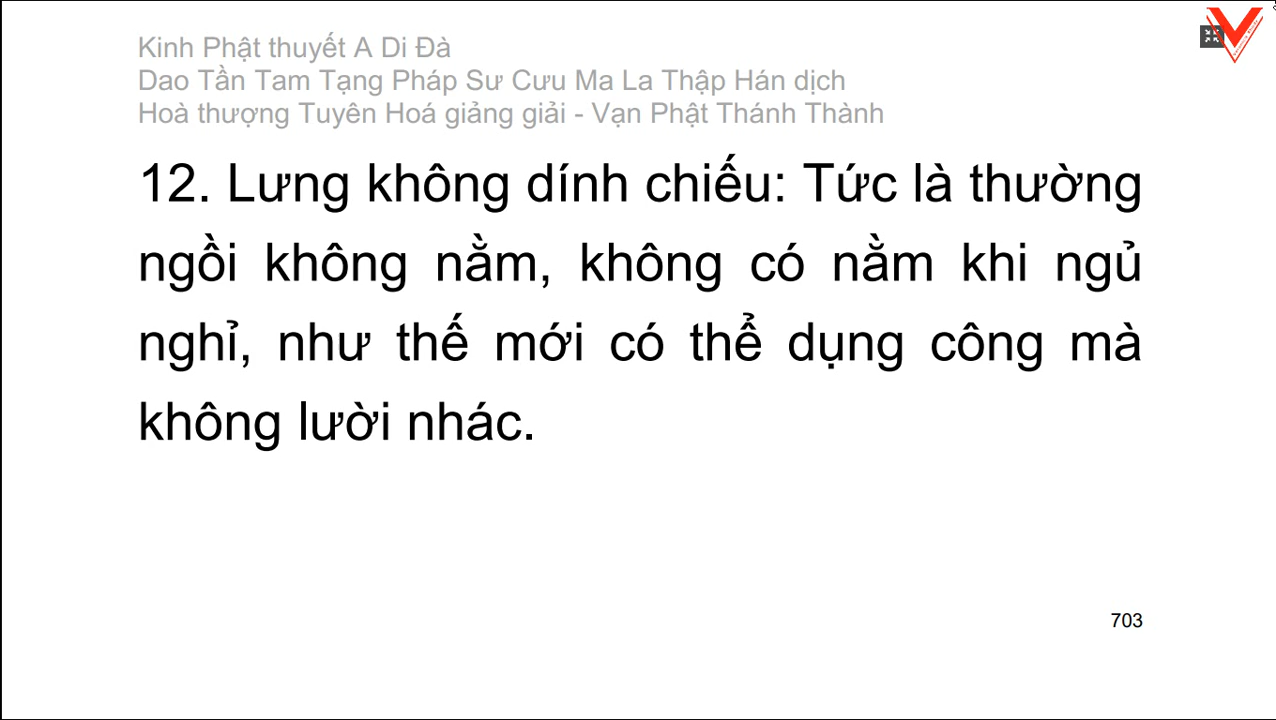 Kinh Phật thuyết A Di Đà
Dao Tần Tam Tạng Pháp Sư Cưu Ma La Thập Hán dịch
Hoà thượng Tuyên Hoá giảng giải - Vạn Phật Thánh Thành
12. Lưng không dính chiếu: Tức là thường
ngồi không nằm, không có nằm khi ngủ
nghỉ, như thế mới có thể dụng công mà
không lười nhác.
703